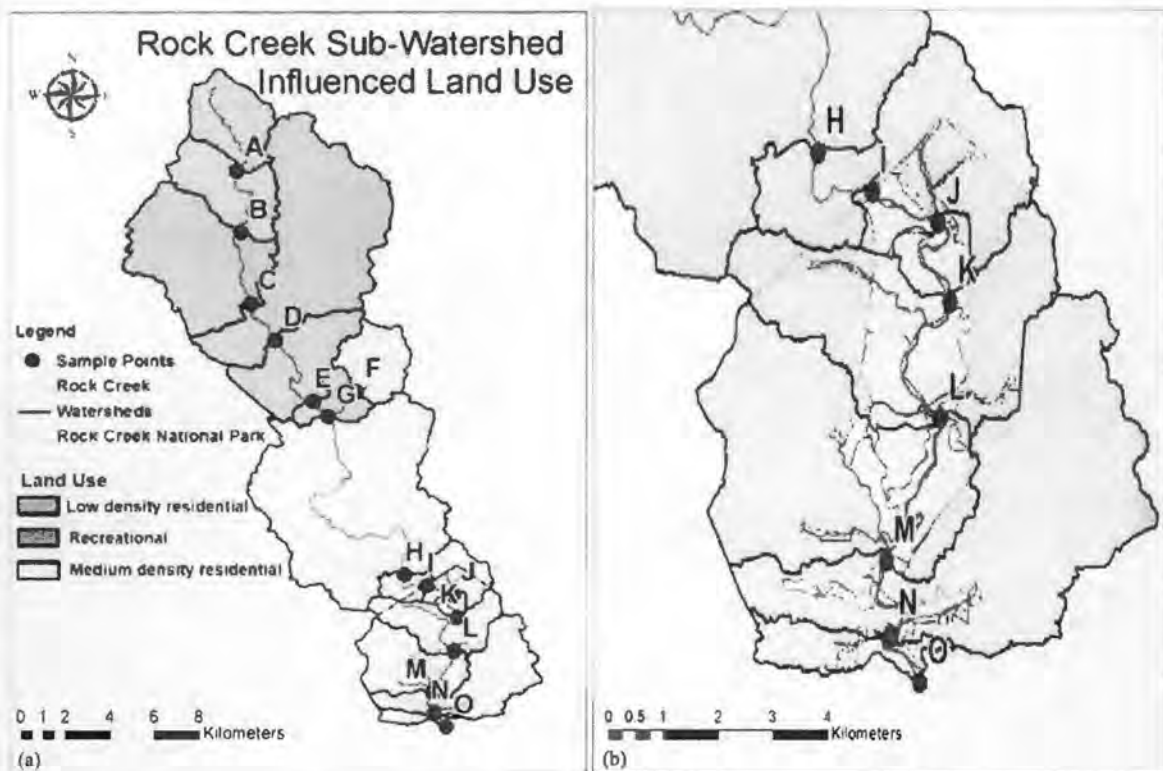 Rock Creek Sub-Watershed
Influenced Land Use
N
W
E
S
A
B
C
D
E
F
G
H
I
J
K
L
M
N
O
Legend
Sample Points
Rock Creek
Watersheds
Rock Creek National Park
Land Use
Low density residential
Recreational
Medium density residential
0 1 2 4 6 8
Kilometers
(a)
H
I
J
K
L
M
N
O
0 0.5 1 2 3 4
Kilometers
(b)